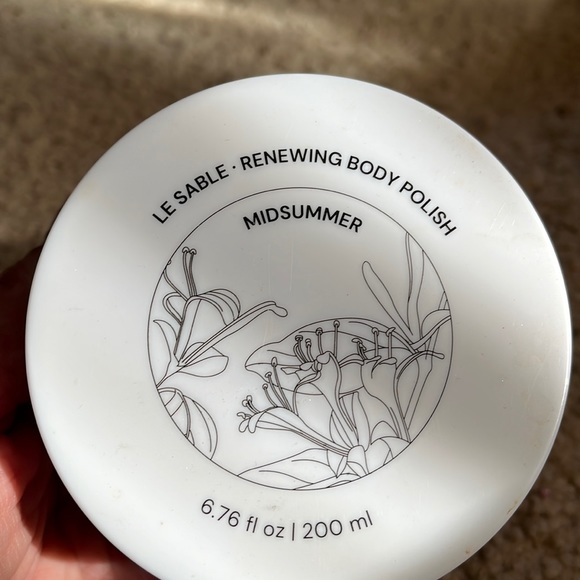 LE SABLE · RENEWING BODY POLISH
MIDSUMMER
6.76 fl oz | 200 ml